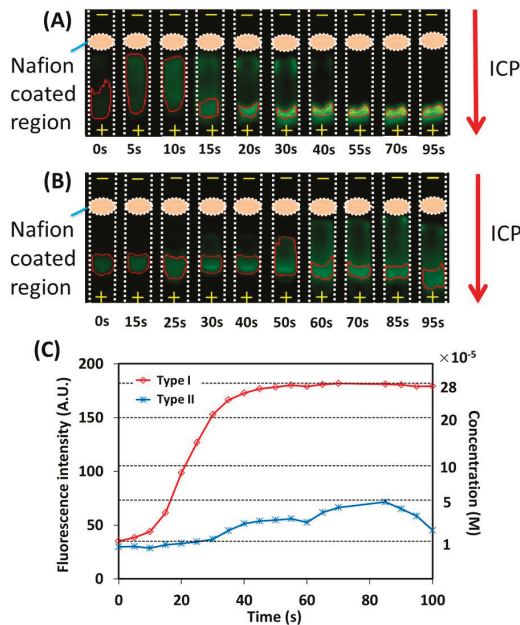 (A)
− − − − − − − − − −
Nafion
coated
region
ICP
+ + + + + + + + + +
0s 5s 10s 15s 20s 30s 40s 55s 70s 95s
(B)
− − − − − − − − − −
Nafion
coated
region
ICP
+ + + + + + + + + +
0s 15s 25s 30s 40s 50s 60s 70s 85s 95s
(C)
×10-5
200
Type I
Type II
28
150
20
100
10
50
5
1
0
0 20 40 60 80 100
Fluorescence intensity (A.U.)
Concentration (M)
Time (s)